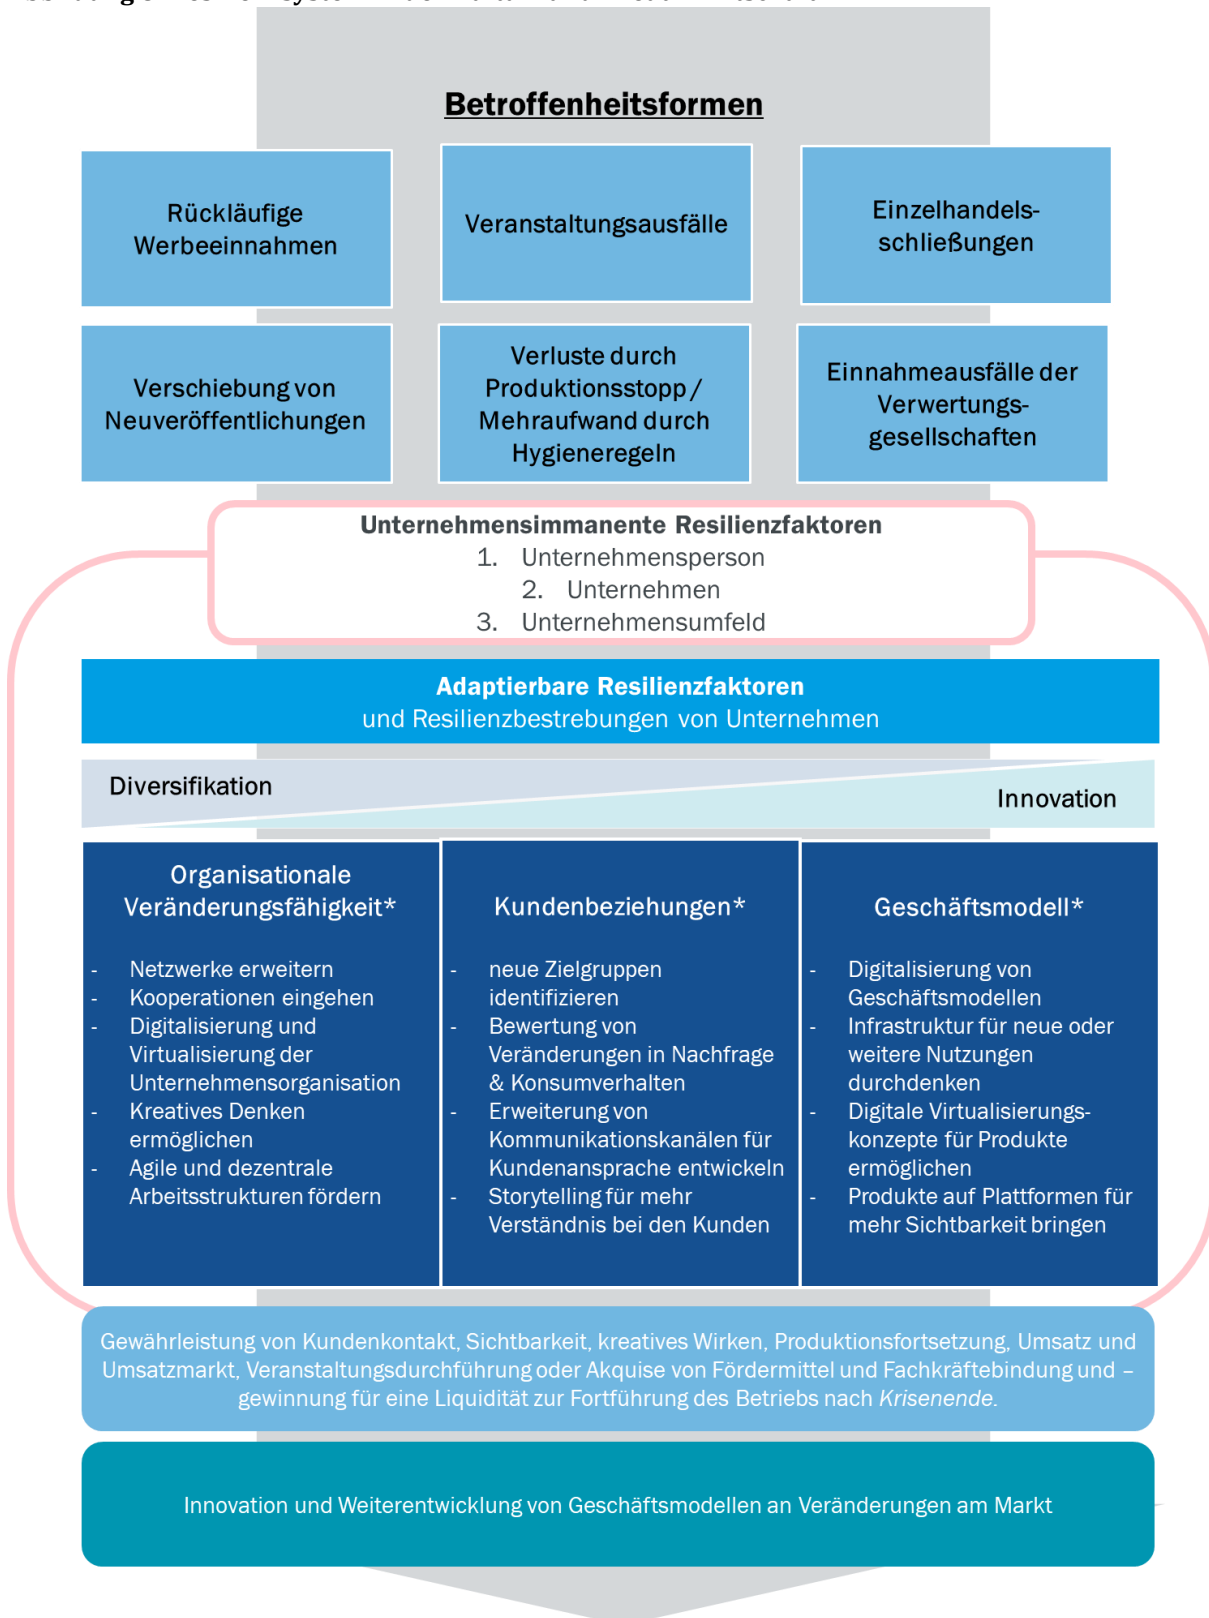 Betroffenheitsformen
Rückläufige
Werbeeinnahmen
Veranstaltungsausfälle
Einzelhandels-
schließungen
Verschiebung von
Neuveröffentlichungen
Verluste durch
Produktionsstopp /
Mehraufwand durch
Hygieneregeln
Einnahmeausfälle der
Verwertungs-
gesellschaften
Unternehmensimmanente Resilienzfaktoren
1. Unternehmensperson
2. Unternehmen
3. Unternehmensumfeld
Adaptierbare Resilienzfaktoren
und Resilienzbestrebungen von Unternehmen
Diversifikation
Innovation
Organisationale
Veränderungsfähigkeit*
- Netzwerke erweitern
- Kooperationen eingehen
- Digitalisierung und
Virtualisierung der
Unternehmensorganisation
- Kreatives Denken
ermöglichen
- Agile und dezentrale
Arbeitsstrukturen fördern
Kundenbeziehungen*
- neue Zielgruppen
identifizieren
- Bewertung von
Veränderungen in Nachfrage
& Konsumverhalten
- Erweiterung von
Kommunikationskanälen für
Kundenansprache entwickeln
- Storytelling für mehr
Verständnis bei den Kunden
Geschäftsmodell*
- Digitalisierung von
Geschäftsmodellen
- Infrastruktur für neue oder
weitere Nutzungen
durchdenken
- Digitale Virtualisierungs-
konzepte für Produkte
ermöglichen
- Produkte auf Plattformen für
mehr Sichtbarkeit bringen
Gewährleistung von Kundenkontakt, Sichtbarkeit, kreatives Wirken, Produktionsfortsetzung, Umsatz und
Umsatzmarkt, Veranstaltungsdurchführung oder Akquise von Fördermittel und Fachkräftebindung und –
gewinnung für eine Liquidität zur Fortführung des Betriebs nach Krisenende.
Innovation und Weiterentwicklung von Geschäftsmodellen an Veränderungen am Markt